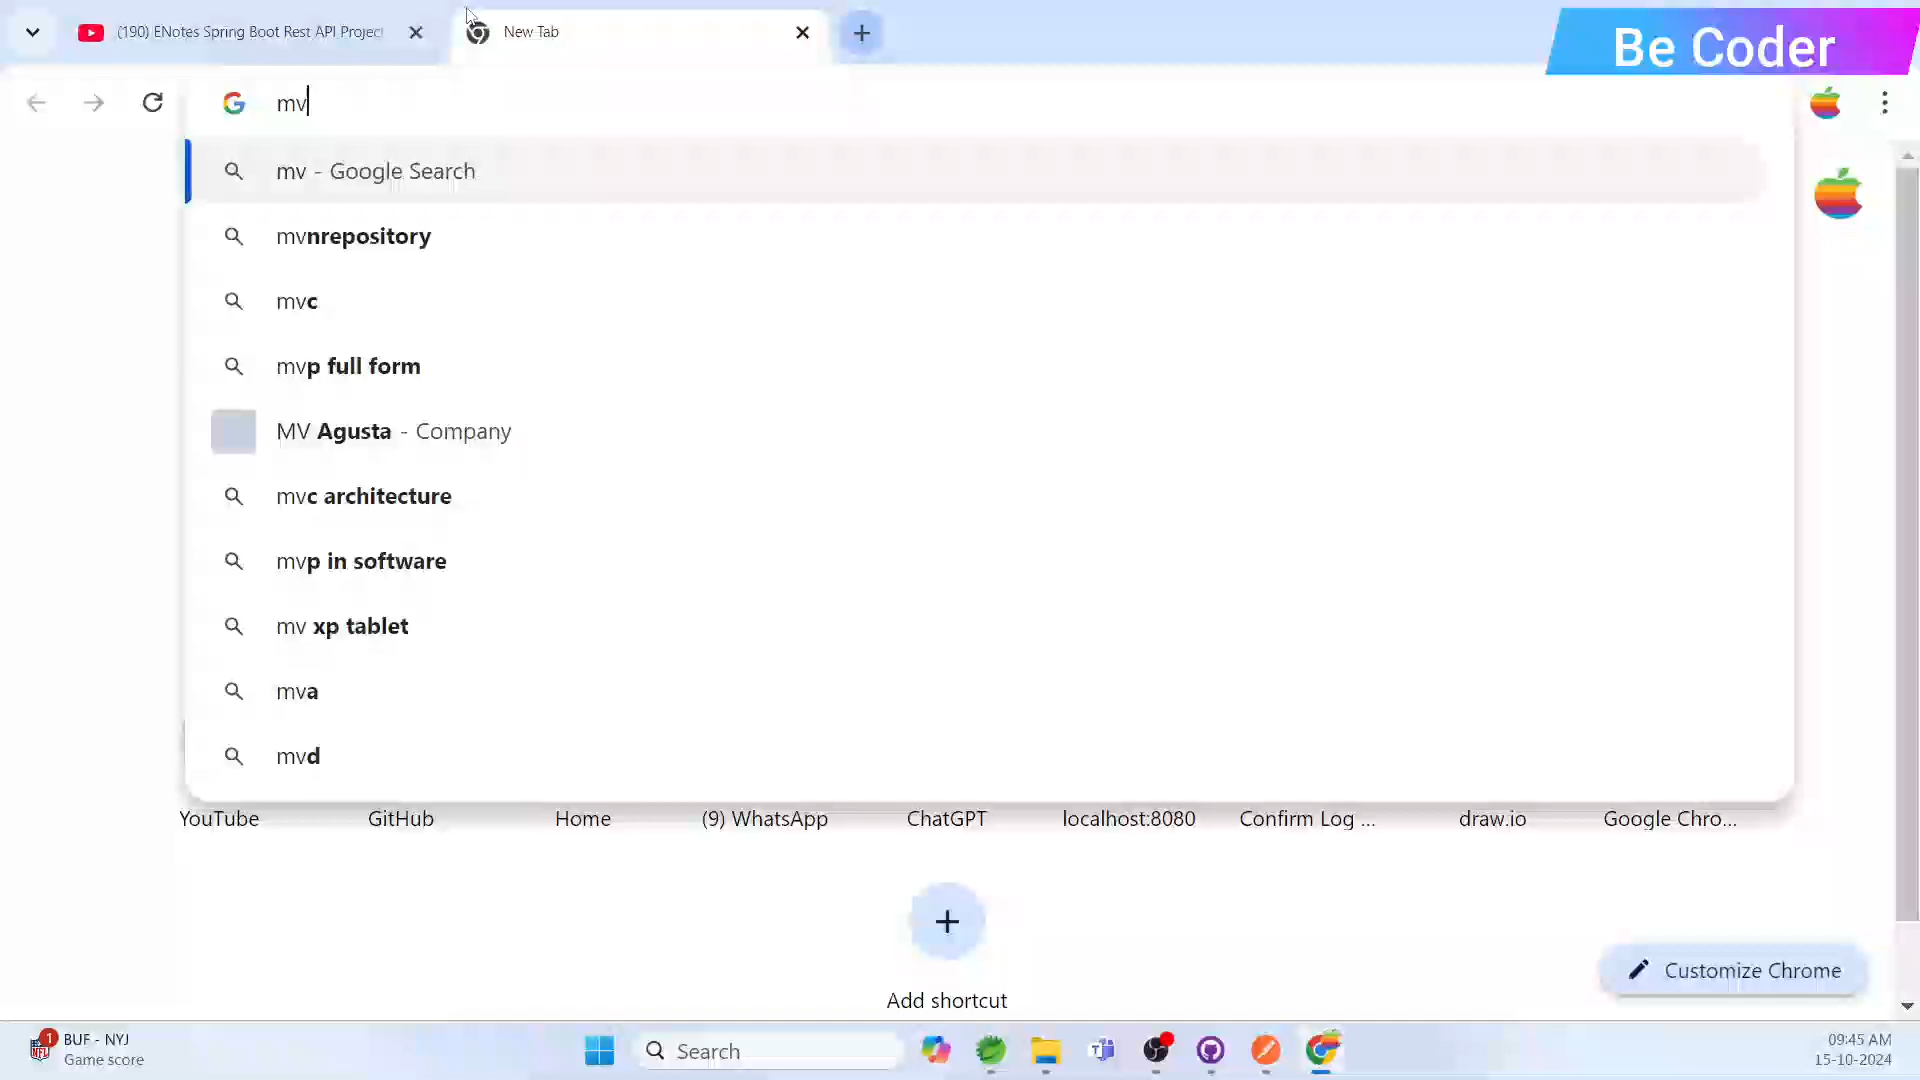 (190) ENotes Spring Boot Rest API Project
New Tab
Be Coder
mv
mv - Google Search
mvnrepository
mvc
mvp full form
MV Agusta - Company
mvc architecture
mvp in software
mv xp tablet
mva
mvd
YouTube
GitHub
Home
(9) WhatsApp
ChatGPT
localhost:8080
Confirm Log ...
draw.io
Google Chro...
Add shortcut
Customize Chrome
1
NFL
BUF - NYJ
Game score
Search
09:45 AM
15-10-2024